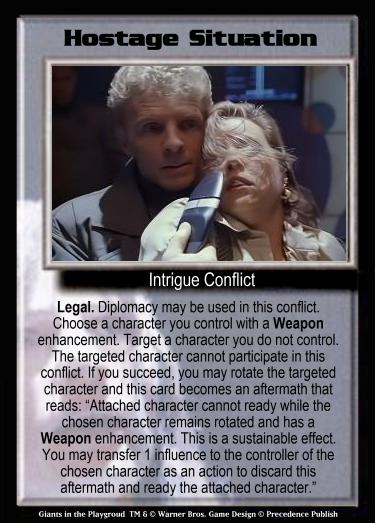 Hostage Situation
Intrigue Conflict
Legal. Diplomacy may be used in this conflict.
Choose a character you control with a Weapon
enhancement. Target a character you do not control.
The targeted character cannot participate in this
conflict. If you succeed, you may rotate the targeted
character and this card becomes an aftermath that
reads: “Attached character cannot ready while the
chosen character remains rotated and has a
Weapon enhancement. This is a sustainable effect.
You may transfer 1 influence to the controller of the
chosen character as an action to discard this
aftermath and ready the attached character.”
Giants in the Playgroud TM & © Warner Bros. Game Design © Precedence Publish